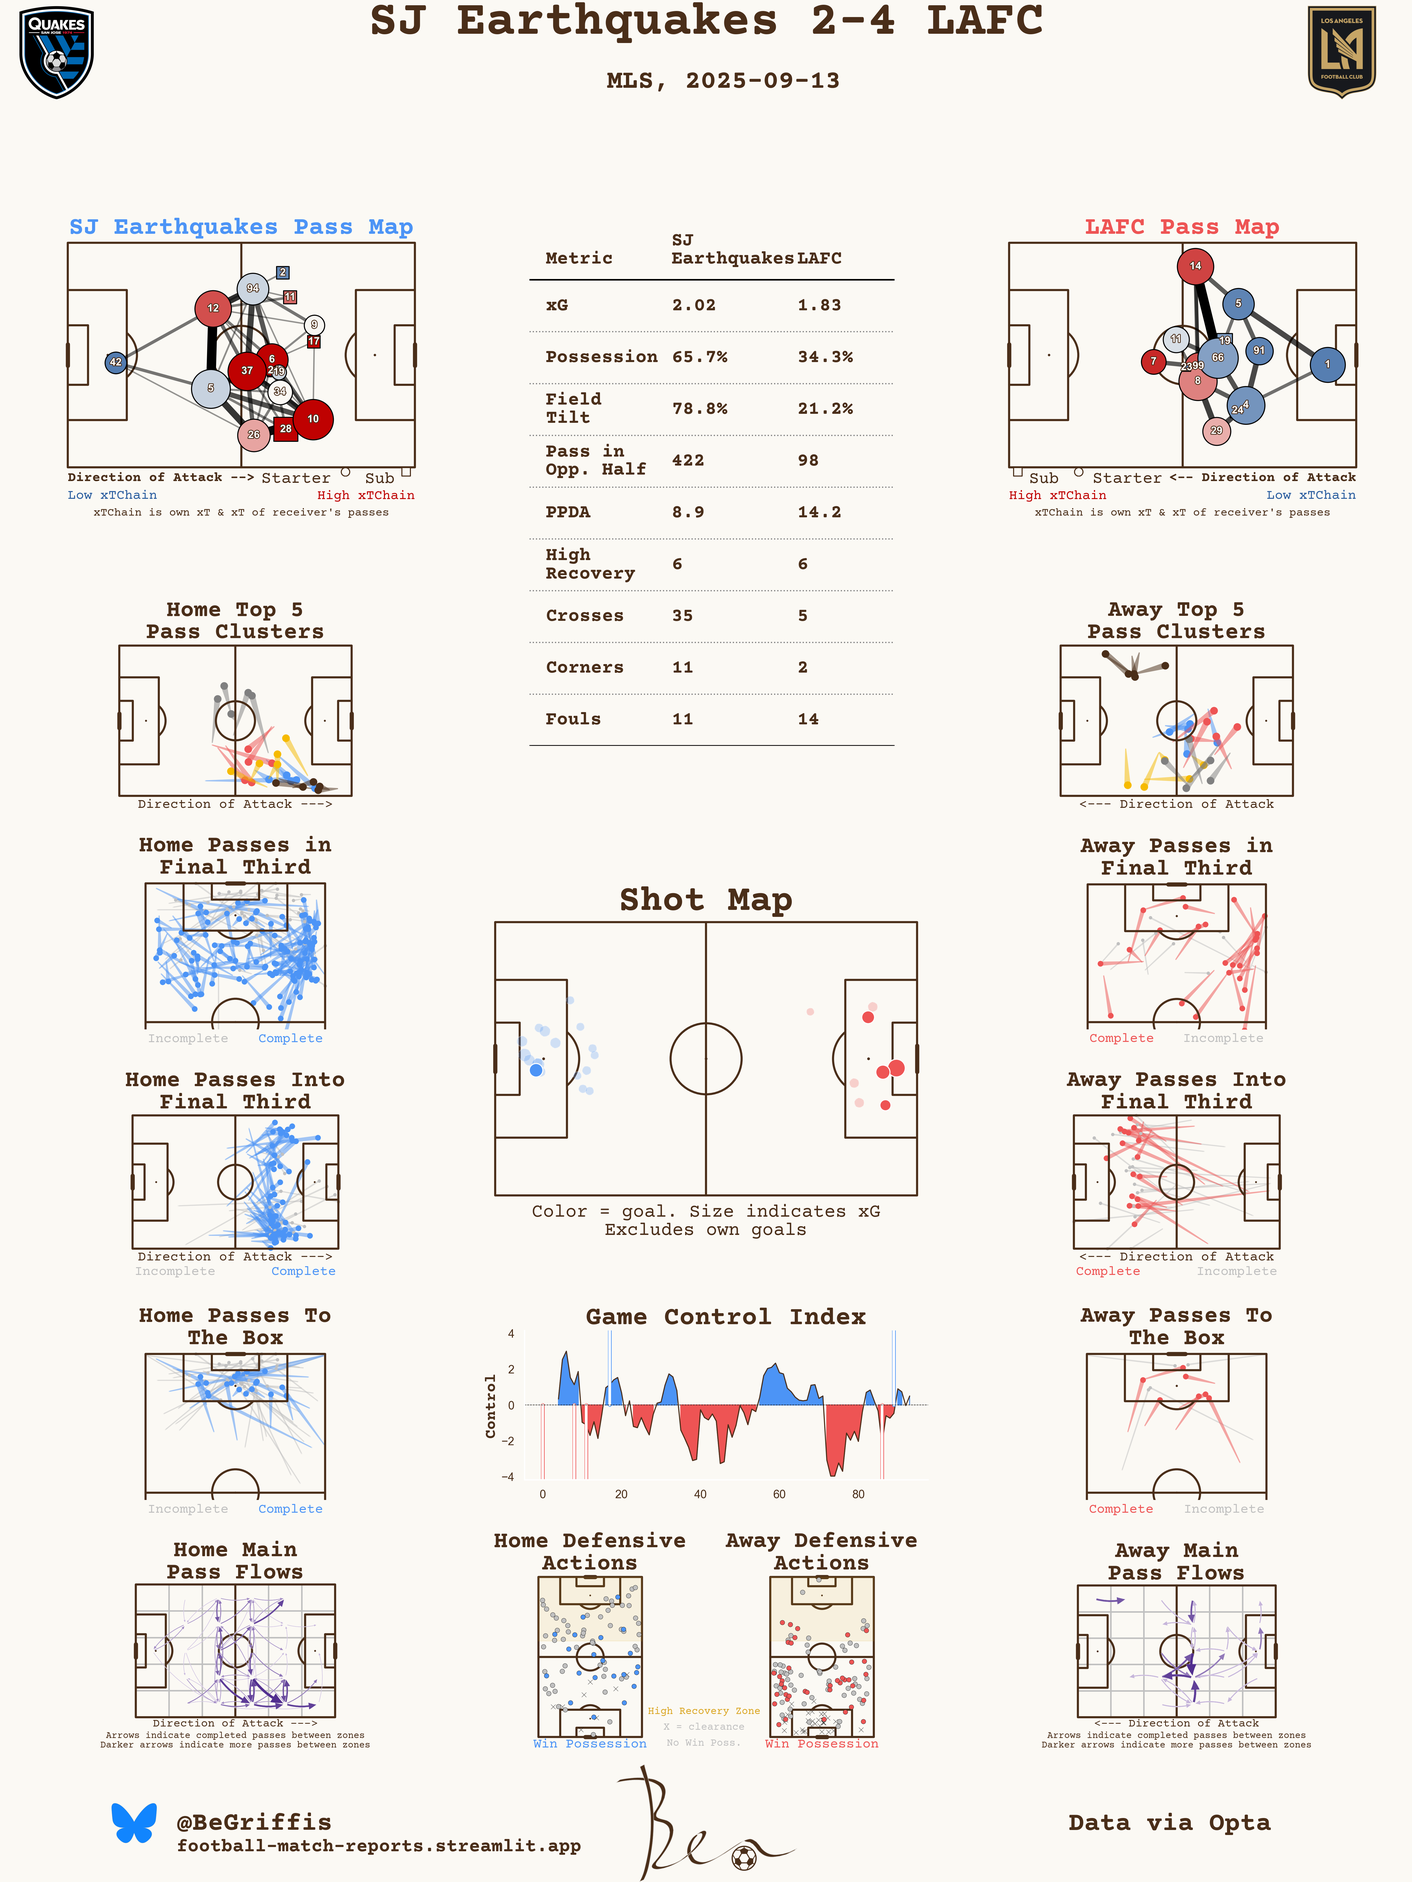 SJ Earthquakes 2-4 LAFC
MLS, 2025-09-13
QUAKES
LOS ANGELES
FOOTBALL CLUB
SJ Earthquakes Pass Map
94
2
11
12
9
17
42
6
37
19
34
5
10
28
26
Direction of Attack --> Starter Sub
Low xTChain High xTChain
xTChain is own xT & xT of receiver's passes
Metric SJ Earthquakes LAFC
xG 2.02 1.83
Possession 65.7% 34.3%
Field Tilt 78.8% 21.2%
Pass in Opp. Half 422 98
PPDA 8.9 14.2
High Recovery 6 6
Crosses 35 5
Corners 11 2
Fouls 11 14
LAFC Pass Map
14
5
11
19
66
91
7
23
99
1
8
24
4
29
Sub Starter <-- Direction of Attack
High xTChain Low xTChain
xTChain is own xT & xT of receiver's passes
Home Top 5
Pass Clusters
Direction of Attack --->
Away Top 5
Pass Clusters
<--- Direction of Attack
Home Passes in
Final Third
Incomplete Complete
Shot Map
Color = goal. Size indicates xG
Excludes own goals
Away Passes in
Final Third
Complete Incomplete
Home Passes Into
Final Third
Direction of Attack --->
Incomplete Complete
Away Passes Into
Final Third
<--- Direction of Attack
Complete Incomplete
Home Passes To
The Box
Incomplete Complete
Game Control Index
Control
4
2
0
−2
−4
0 20 40 60 80
Away Passes To
The Box
Complete Incomplete
Home Main
Pass Flows
Direction of Attack --->
Arrows indicate completed passes between zones
Darker arrows indicate more passes between zones
Home Defensive
Actions
Win Possession
High Recovery Zone
X = clearance
No Win Poss.
Away Defensive
Actions
Win Possession
Away Main
Pass Flows
<--- Direction of Attack
Arrows indicate completed passes between zones
Darker arrows indicate more passes between zones
@BeGriffis
football-match-reports.streamlit.app
Ben
Data via Opta